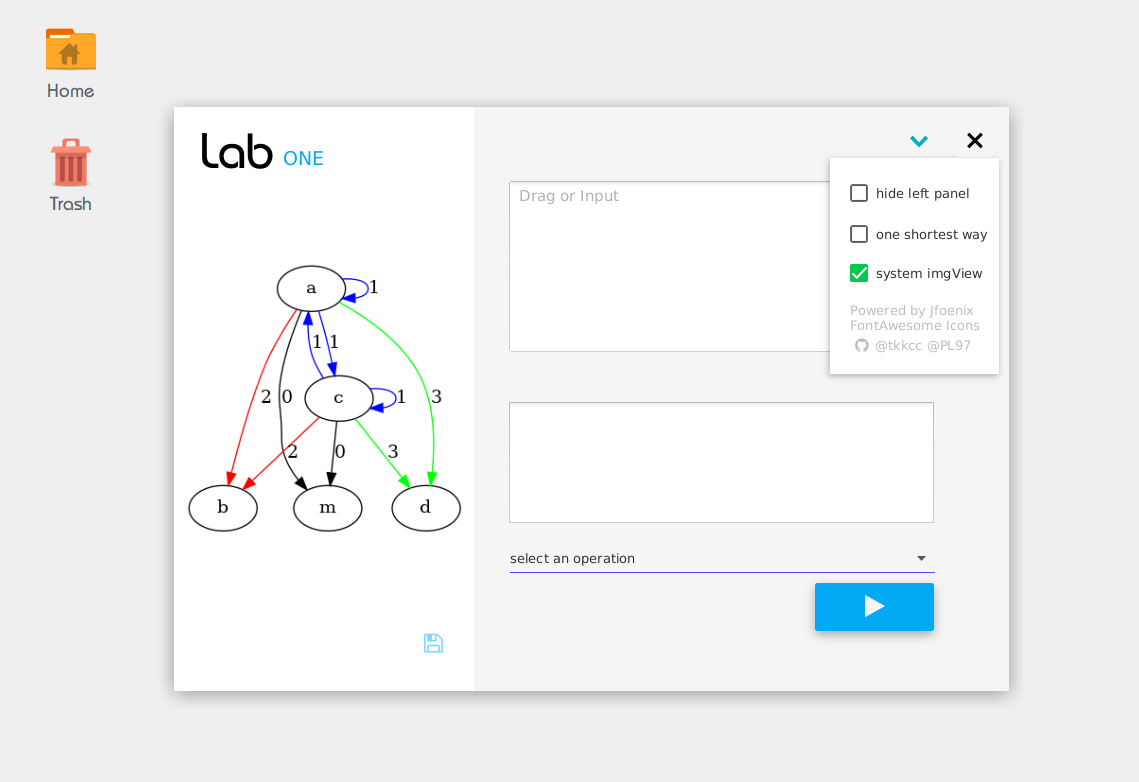 Home
Trash
Lab ONE
a
1
1 1
2 0 c 1 3
2 0 3
b m d
Drag or Input
hide left panel
one shortest way
system imgView
Powered by Jfoenix
FontAwesome Icons
@tkkcc @PL97
select an operation